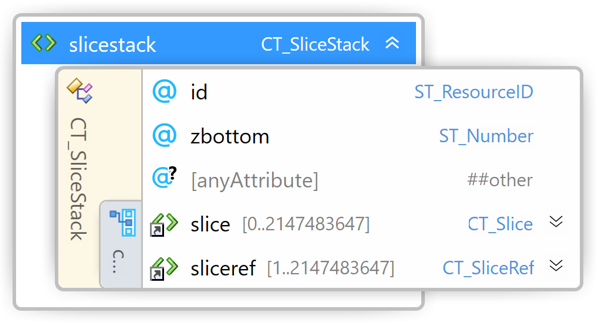 slicestack CT_SliceStack
CT_SliceStack
id ST_ResourceID
zbottom ST_Number
[anyAttribute] ##other
C...
slice [0..2147483647] CT_Slice
sliceref [1..2147483647] CT_SliceRef